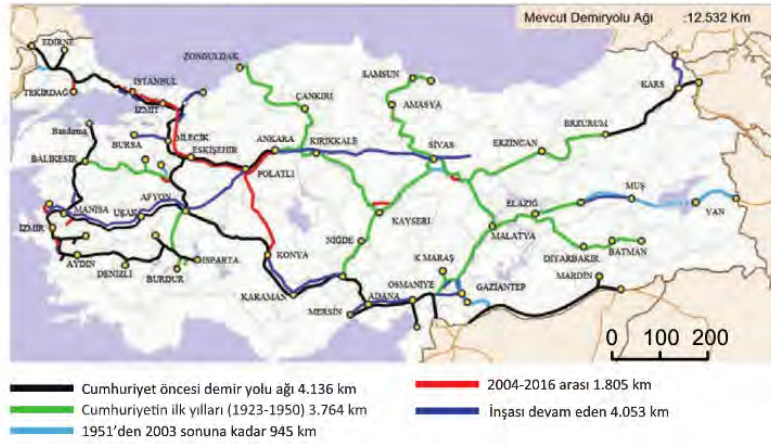 Mevcut Demiryolu Ağı :12.532 Km
EDİRNE
ZONGULDAK
SAMSUN
KARS
TEKİRDAĞ
İSTANBUL
İZMİT
ÇANKIRI
AMASYA
Bandırma
BURSA
BİLECİK
ESKİŞEHİR
ANKARA
KIRIKKALE
SİVAS
ERZİNCAN
ERZURUM
BALIKESİR
POLATLI
MANİSA
UŞAK
AFYON
KAYSERİ
ELAZIĞ
MUŞ
VAN
İZMİR
MALATYA
AYDIN
DENİZLİ
ISPARTA
BURDUR
KONYA
NİĞDE
DİYARBAKIR
BATMAN
K.MARAŞ
MARDİN
KARAMAN
MERSİN
ADANA
OSMANİYE
GAZİANTEP
0 100 200
Cumhuriyet öncesi demir yolu ağı 4.136 km
2004-2016 arası 1.805 km
Cumhuriyetin ilk yılları (1923-1950) 3.764 km
İnşası devam eden 4.053 km
1951'den 2003 sonuna kadar 945 km